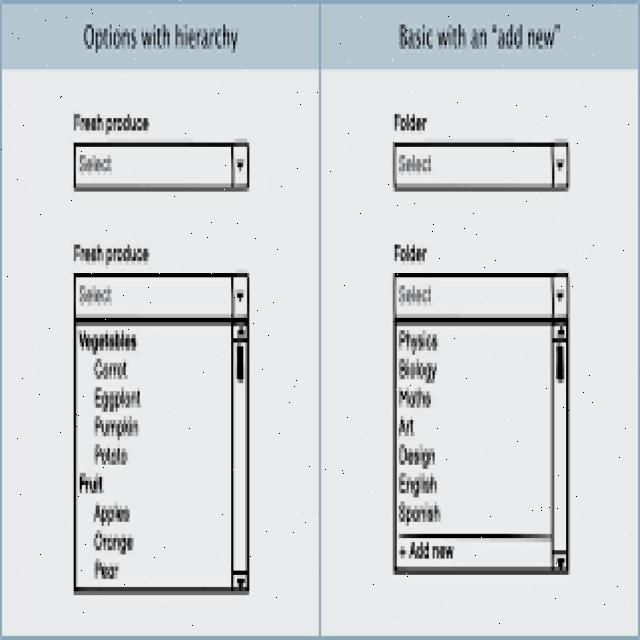 Options with hierarchy
Fresh produce
Select
Fresh produce
Select
Vegetables
Carrot
Eggplant
Pumpkin
Potato
Fruit
Apples
Orange
Pear
Basic with an "add new"
Folder
Select
Folder
Select
Physics
Biology
Maths
Art
Design
English
Spanish
+ Add new